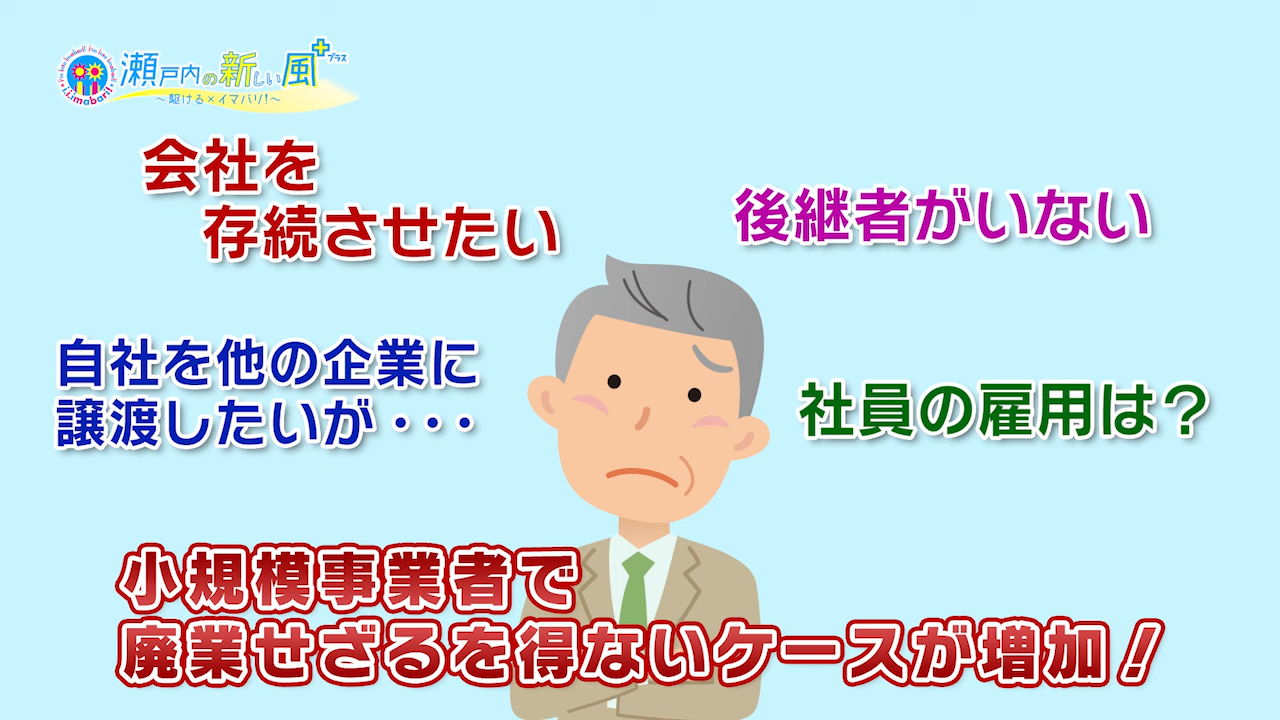 i.i.imabari!
瀬戸内の新しい風+プラス
～駆ける×イマバリ!～
会社を
存続させたい
後継者がいない
自社を他の企業に
譲渡したいが・・・
社員の雇用は？
小規模事業者で
廃業せざるを得ないケースが増加！